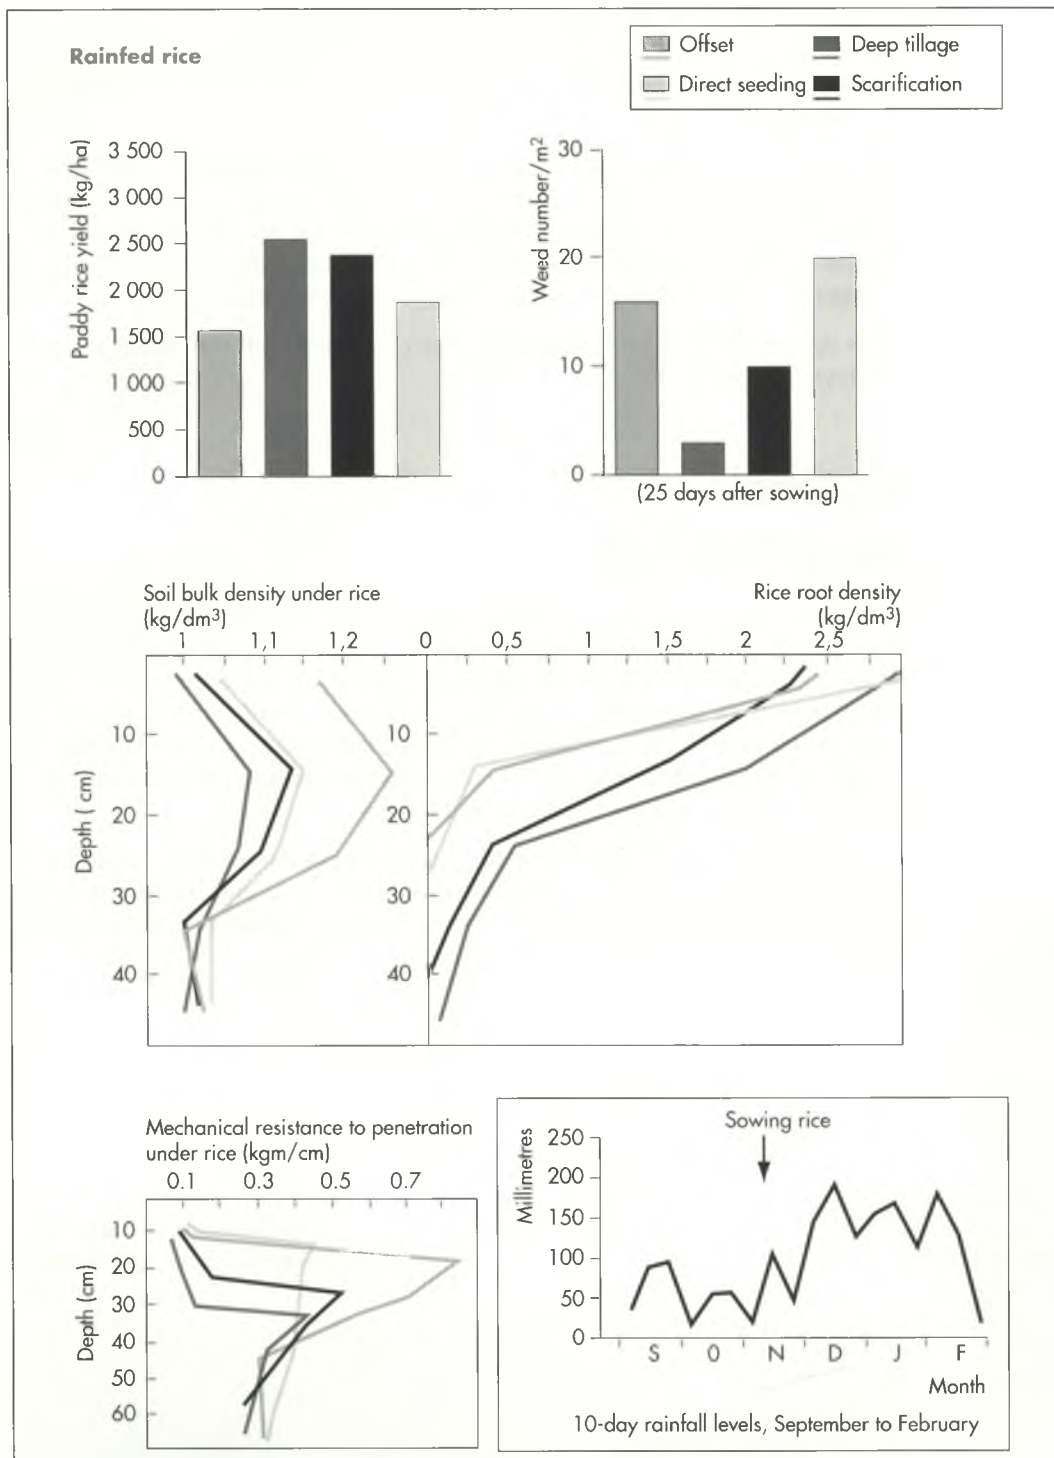 Rainfed rice
Offset
Deep tillage
Direct seeding
Scarification
Paddy rice yield (kg/ha)
3 500
3 000
2 500
2 000
1 500
1 000
500
0
Weed number/m²
30
20
10
0
(25 days after sowing)
Soil bulk density under rice
(kg/dm³)
1 1,1 1,2
Rice root density
(kg/dm³)
0 0,5 1 1,5 2 2,5
Depth ( cm)
10
20
30
40
10
20
30
40
Mechanical resistance to penetration
under rice (kgm/cm)
0.1 0.3 0.5 0.7
Depth (cm)
10
20
30
40
50
60
Sowing rice
Millimetres
250
200
150
100
50
0
S O N D J F
Month
10-day rainfall levels, September to February